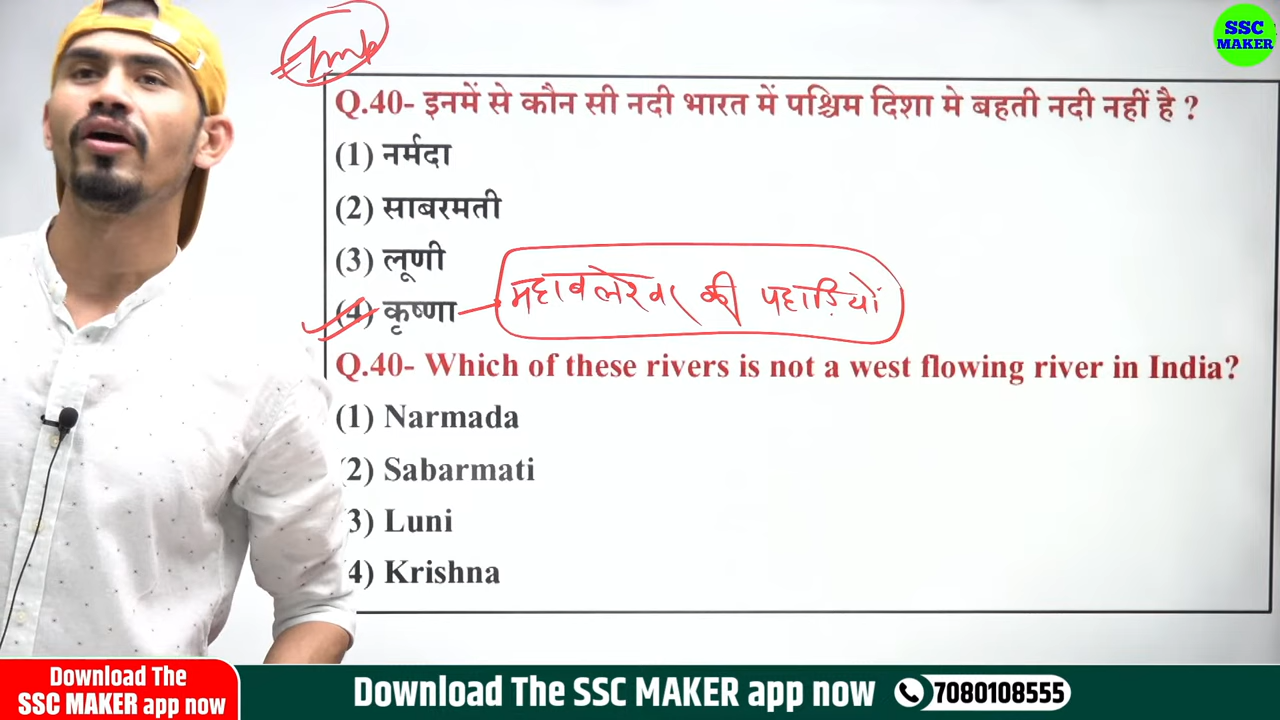 SSC
MAKER
Imp
Q.40- इनमें से कौन सी नदी भारत में पश्चिम दिशा मे बहती नदी नहीं है ?
(1) नर्मदा
(2) साबरमती
(3) लूणी
(4) कृष्णा
महाबलेश्वर की पहाड़ियों
Q.40- Which of these rivers is not a west flowing river in India?
(1) Narmada
(2) Sabarmati
3) Luni
4) Krishna
Download The
SSC MAKER app now
Download The SSC MAKER app now
7080108555